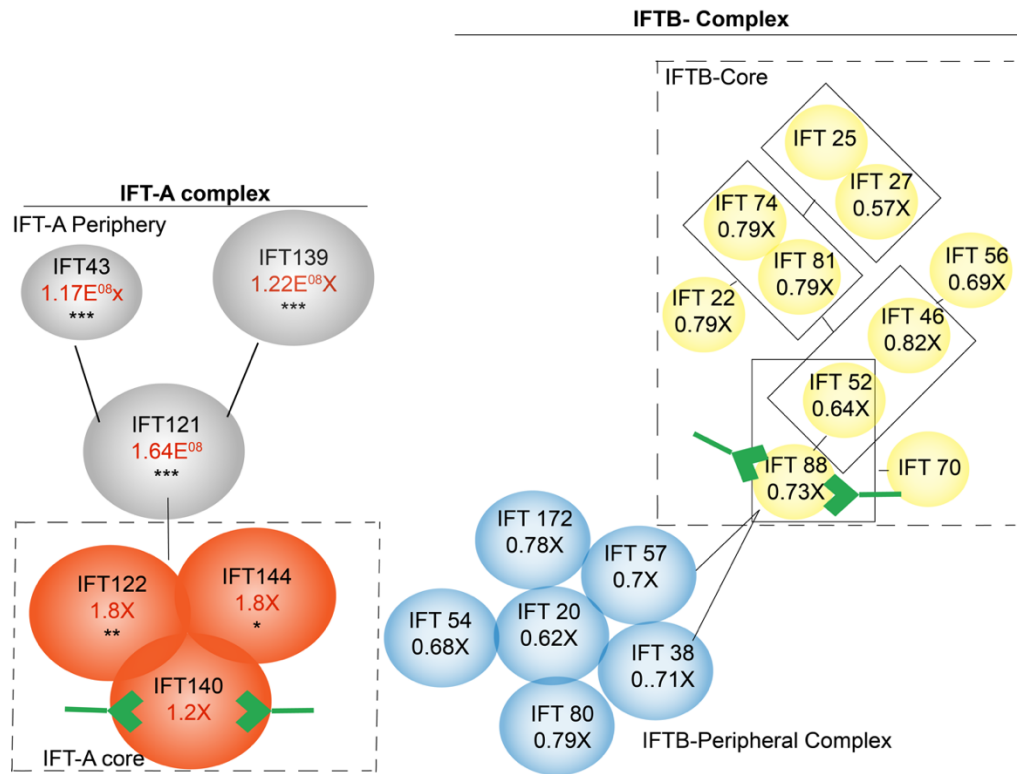 IFTB- Complex
IFTB-Core
IFT 25
IFT 27
0.57X
IFT 74
0.79X
IFT 81
0.79X
IFT 22
0.79X
IFT 56
0.69X
IFT 46
0.82X
IFT 52
0.64X
IFT 88
0.73X
IFT 70
IFT-A complex
IFT-A Periphery
IFT43
1.17E⁰⁸x
***
IFT139
1.22E⁰⁸X
***
IFT121
1.64E⁰⁸
***
IFT122
1.8X
**
IFT144
1.8X
*
IFT140
1.2X
IFT-A core
IFT 172
0.78X
IFT 57
0.7X
IFT 54
0.68X
IFT 20
0.62X
IFT 38
0..71X
IFT 80
0.79X
IFTB-Peripheral Complex